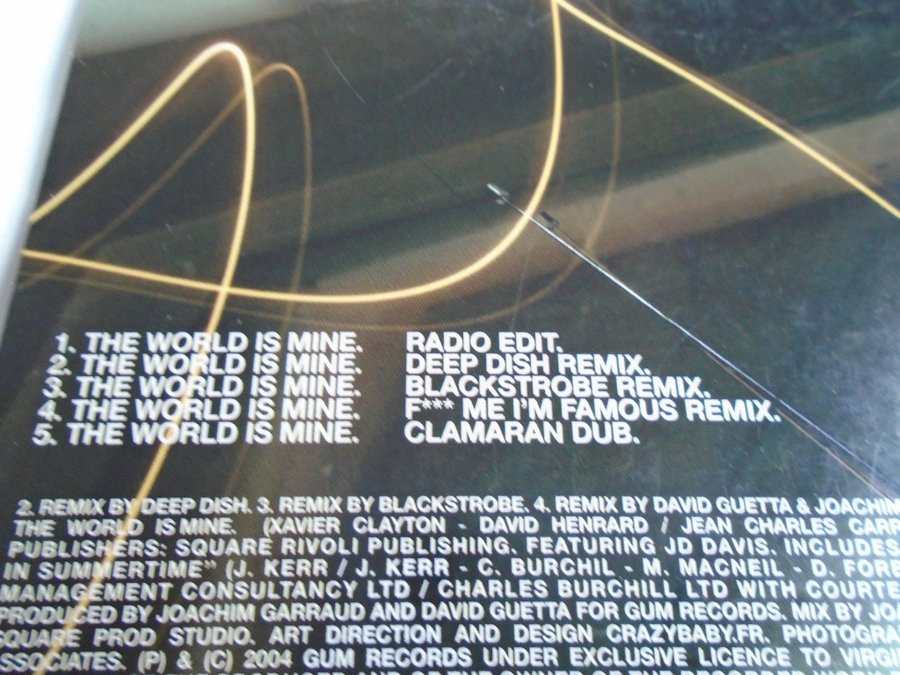 1. THE WORLD IS MINE. RADIO EDIT.
2. THE WORLD IS MINE. DEEP DISH REMIX.
3. THE WORLD IS MINE. BLACKSTROBE REMIX.
4. THE WORLD IS MINE. F*** ME I'M FAMOUS REMIX.
5. THE WORLD IS MINE. CLAMARAN DUB.
2. REMIX BY DEEP DISH. 3. REMIX BY BLACKSTROBE. 4. REMIX BY DAVID GUETTA & JOACHIM
THE WORLD IS MINE. (XAVIER CLAYTON - DAVID HENRARD / JEAN CHARLES CARR
PUBLISHERS: SQUARE RIVOLI PUBLISHING. FEATURING JD DAVIS. INCLUDES
IN SUMMERTIME" (J. KERR / J. KERR - C. BURCHIL - M. MACNEIL - D. FORB
MANAGEMENT CONSULTANCY LTD / CHARLES BURCHILL LTD WITH COURTE
PRODUCED BY JOACHIM GARRAUD AND DAVID GUETTA FOR GUM RECORDS. MIX BY JOA
SQUARE PROD STUDIO. ART DIRECTION AND DESIGN CRAZYBABY.FR. PHOTOGRA
SSOCIATES. (P) & (C) 2004 GUM RECORDS UNDER EXCLUSIVE LICENCE TO VIRGI